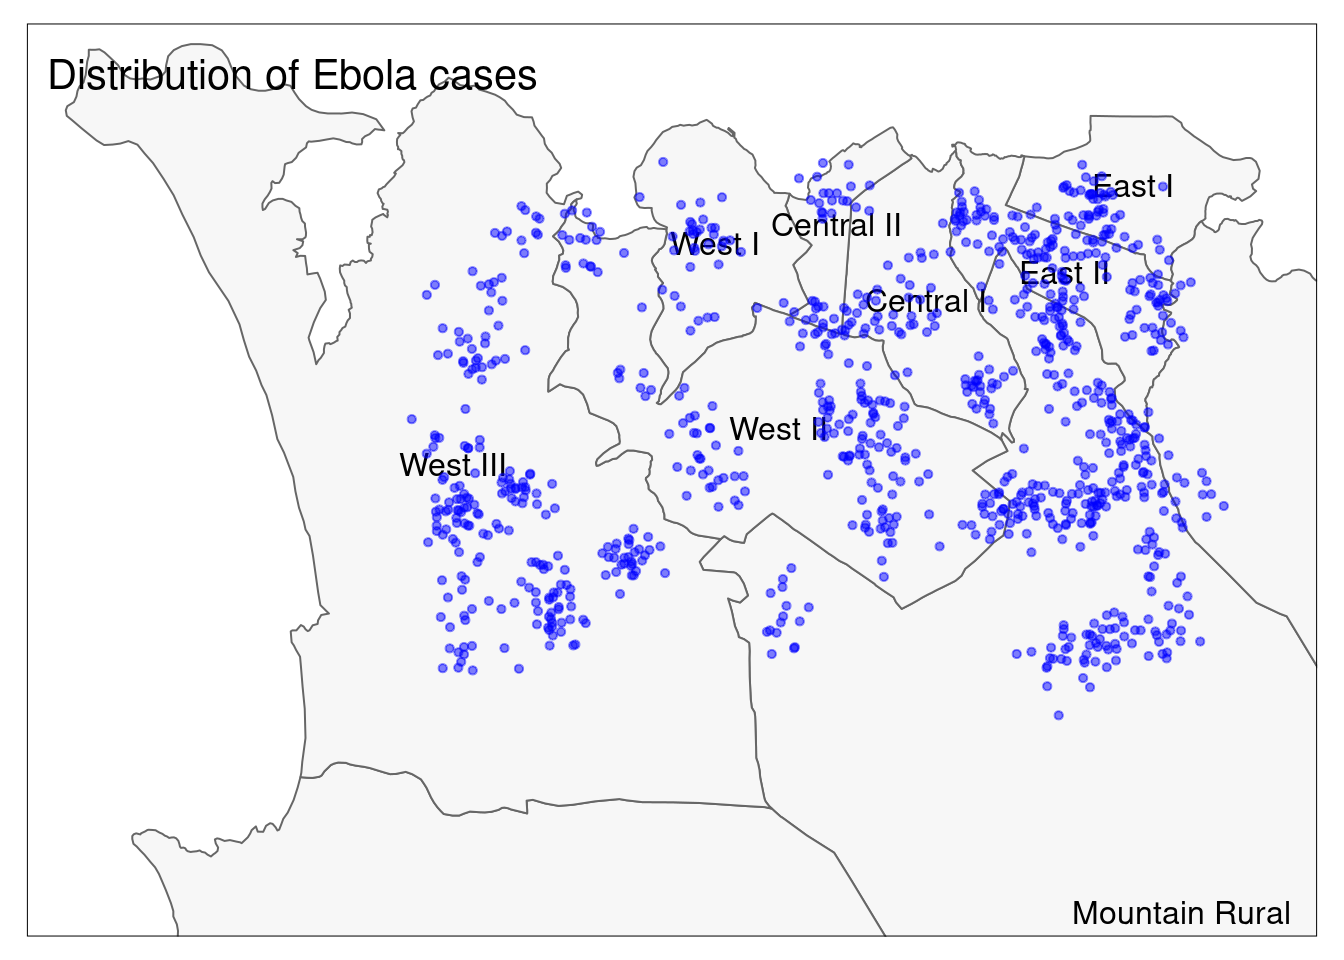 Distribution of Ebola cases
East I
Central II
West I
East II
Central I
West II
West III
Mountain Rural